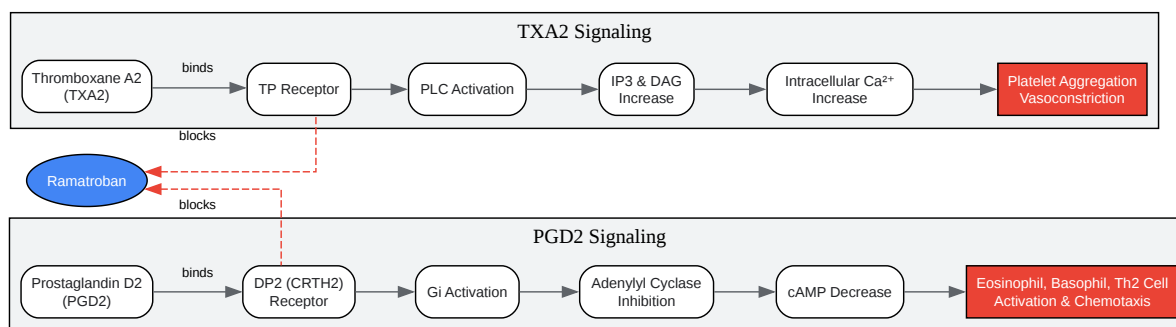 TXA2 Signaling
Thromboxane A2
(TXA2)
binds
TP Receptor
PLC Activation
IP3 & DAG
Increase
Intracellular Ca²⁺
Increase
Platelet Aggregation
Vasoconstriction
blocks
Ramatroban
blocks
PGD2 Signaling
Prostaglandin D2
(PGD2)
binds
DP2 (CRTH2)
Receptor
Gi Activation
Adenylyl Cyclase
Inhibition
cAMP Decrease
Eosinophil, Basophil, Th2 Cell
Activation & Chemotaxis